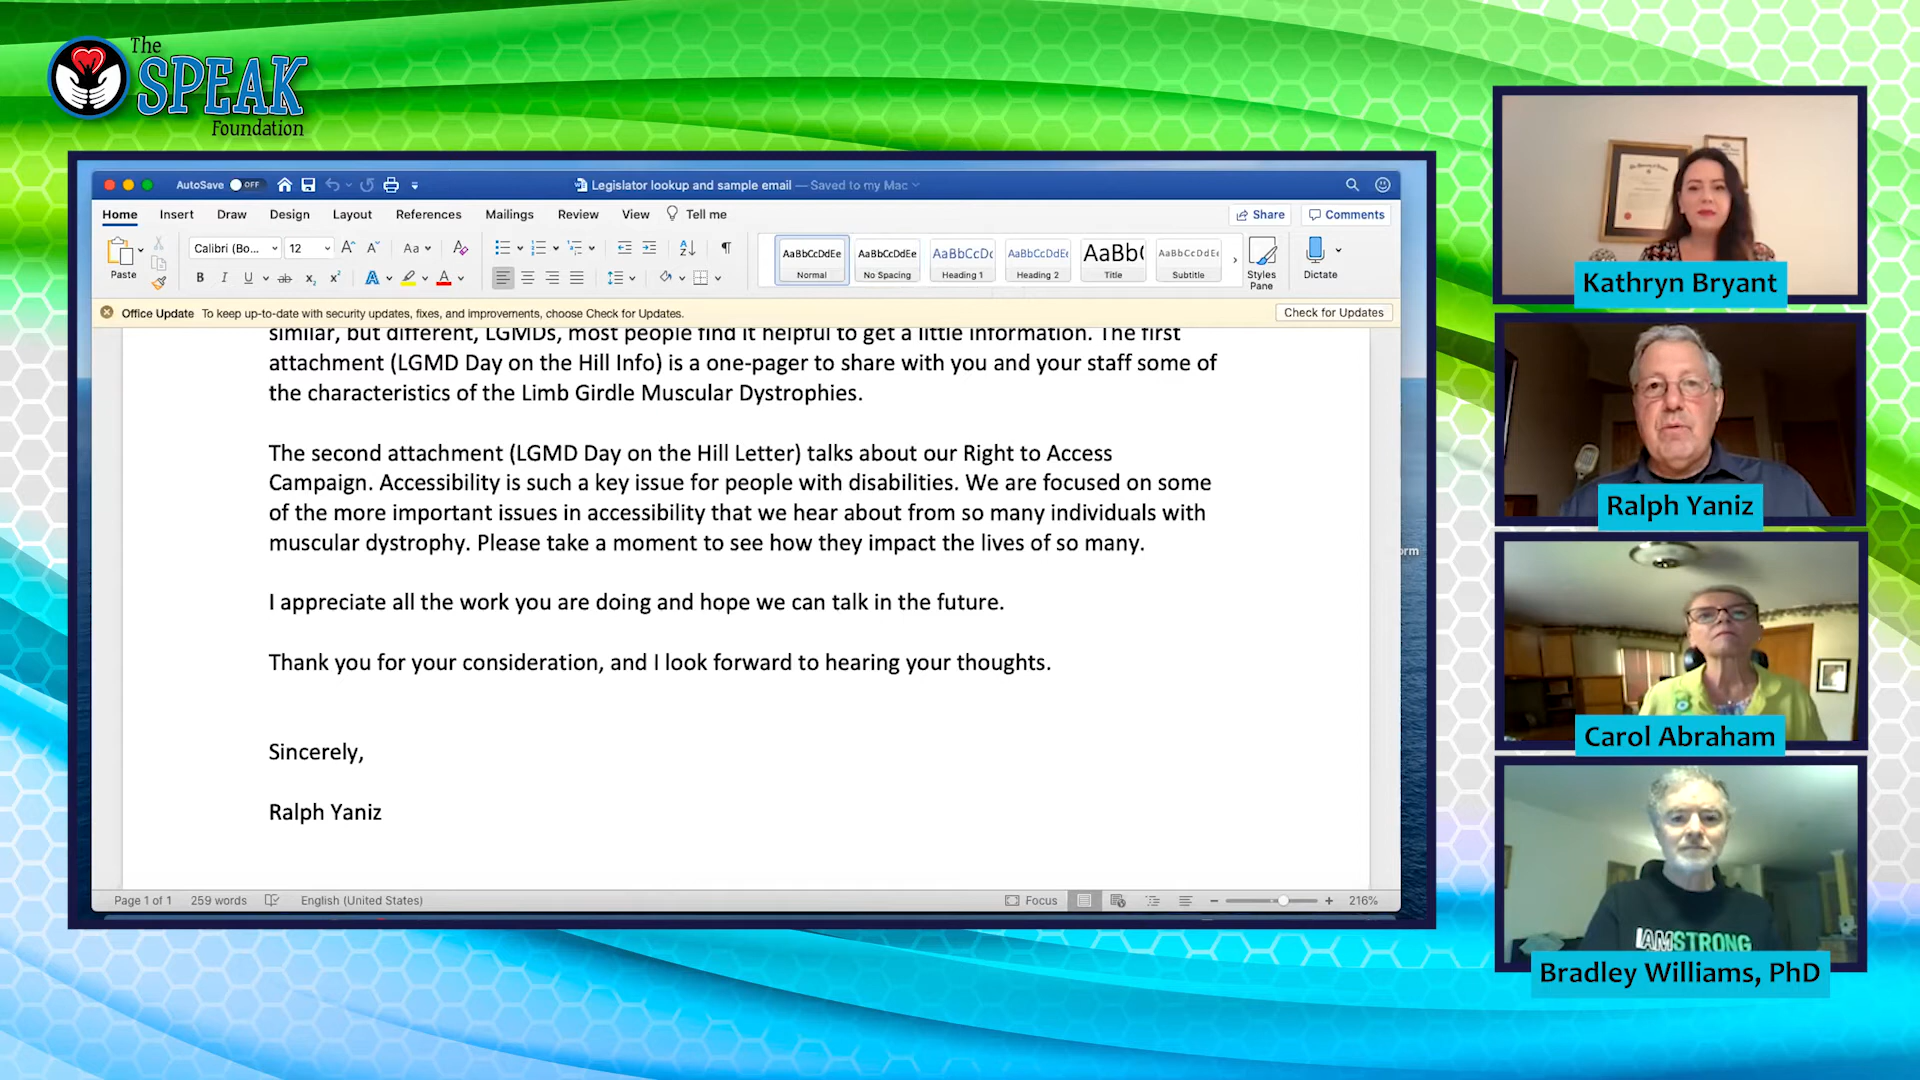 The
SPEAK
Foundation
AutoSave OFF
Legislator lookup and sample email — Saved to my Mac
Home Insert Draw Design Layout References Mailings Review View Tell me
Share Comments
Paste
Calibri (Bo... 12
Aa
AaBbCcDdEe
Normal
AaBbCcDdEe
No Spacing
AaBbCcDc
Heading 1
AaBbCcDdEe
Heading 2
AaBb(
Title
AaBbCcDdEe
Subtitle
Styles
Pane
Dictate
Office Update To keep up-to-date with security updates, fixes, and improvements, choose Check for Updates.
Check for Updates
similar, but different, LGMDs, most people find it helpful to get a little information. The first
attachment (LGMD Day on the Hill Info) is a one-pager to share with you and your staff some of
the characteristics of the Limb Girdle Muscular Dystrophies.
The second attachment (LGMD Day on the Hill Letter) talks about our Right to Access
Campaign. Accessibility is such a key issue for people with disabilities. We are focused on some
of the more important issues in accessibility that we hear about from so many individuals with
muscular dystrophy. Please take a moment to see how they impact the lives of so many.
I appreciate all the work you are doing and hope we can talk in the future.
Thank you for your consideration, and I look forward to hearing your thoughts.
Sincerely,
Ralph Yaniz
Page 1 of 1 259 words English (United States)
Focus
216%
orm
Kathryn Bryant
Ralph Yaniz
Carol Abraham
IAMSTRONG
Bradley Williams, PhD